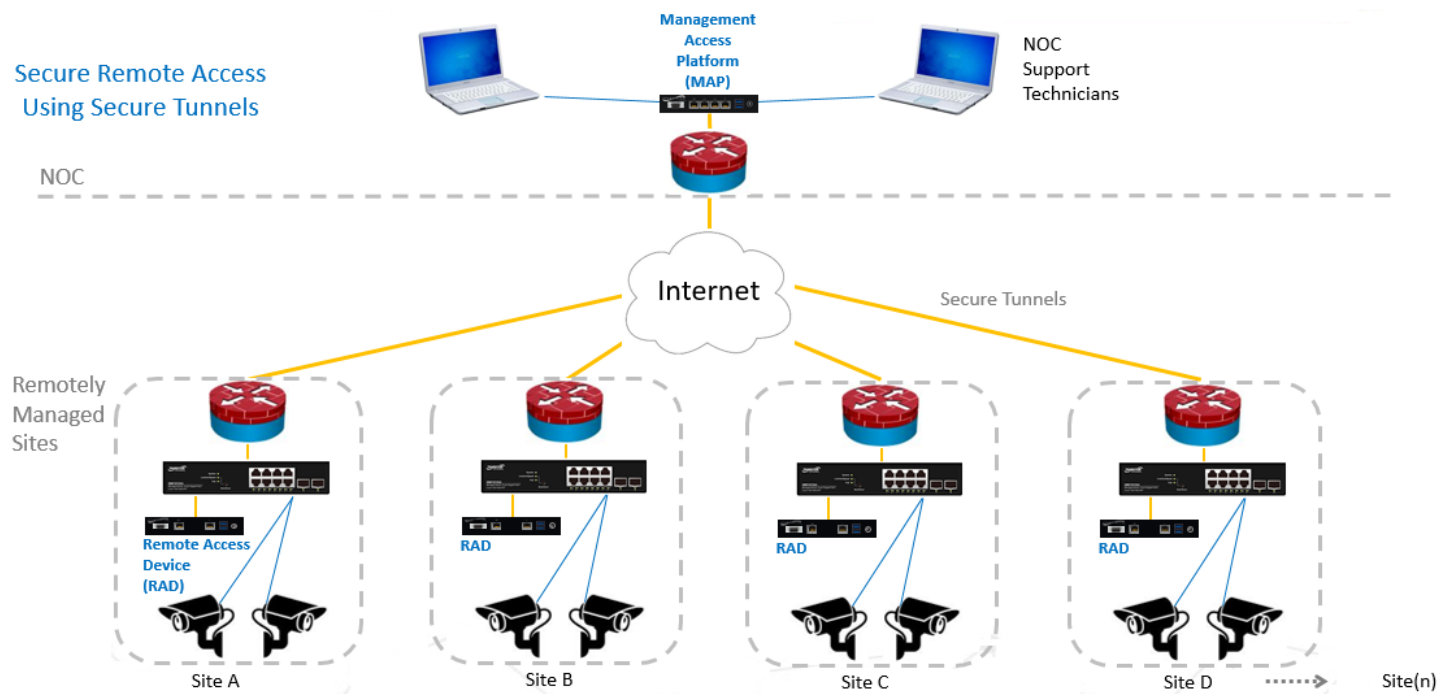 Secure Remote Access
Using Secure Tunnels
Management
Access
Platform
(MAP)
NOC
Support
Technicians
NOC
Internet
Secure Tunnels
Remotely
Managed
Sites
Remote Access
Device
(RAD)
RAD
RAD
RAD
Site A
Site B
Site C
Site D
Site(n)